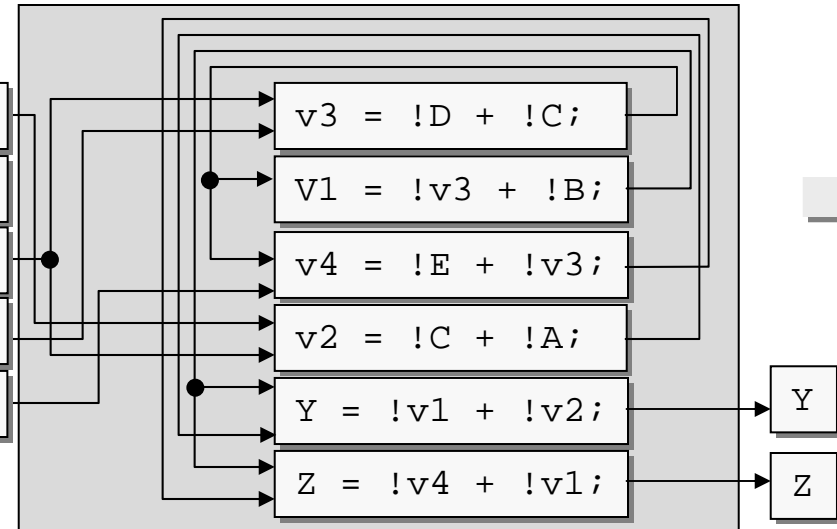 v3 = !D + !C;
V1 = !v3 + !B;
v4 = !E + !v3;
v2 = !C + !A;
Y = !v1 + !v2;
Y
Z = !v4 + !v1;
Z